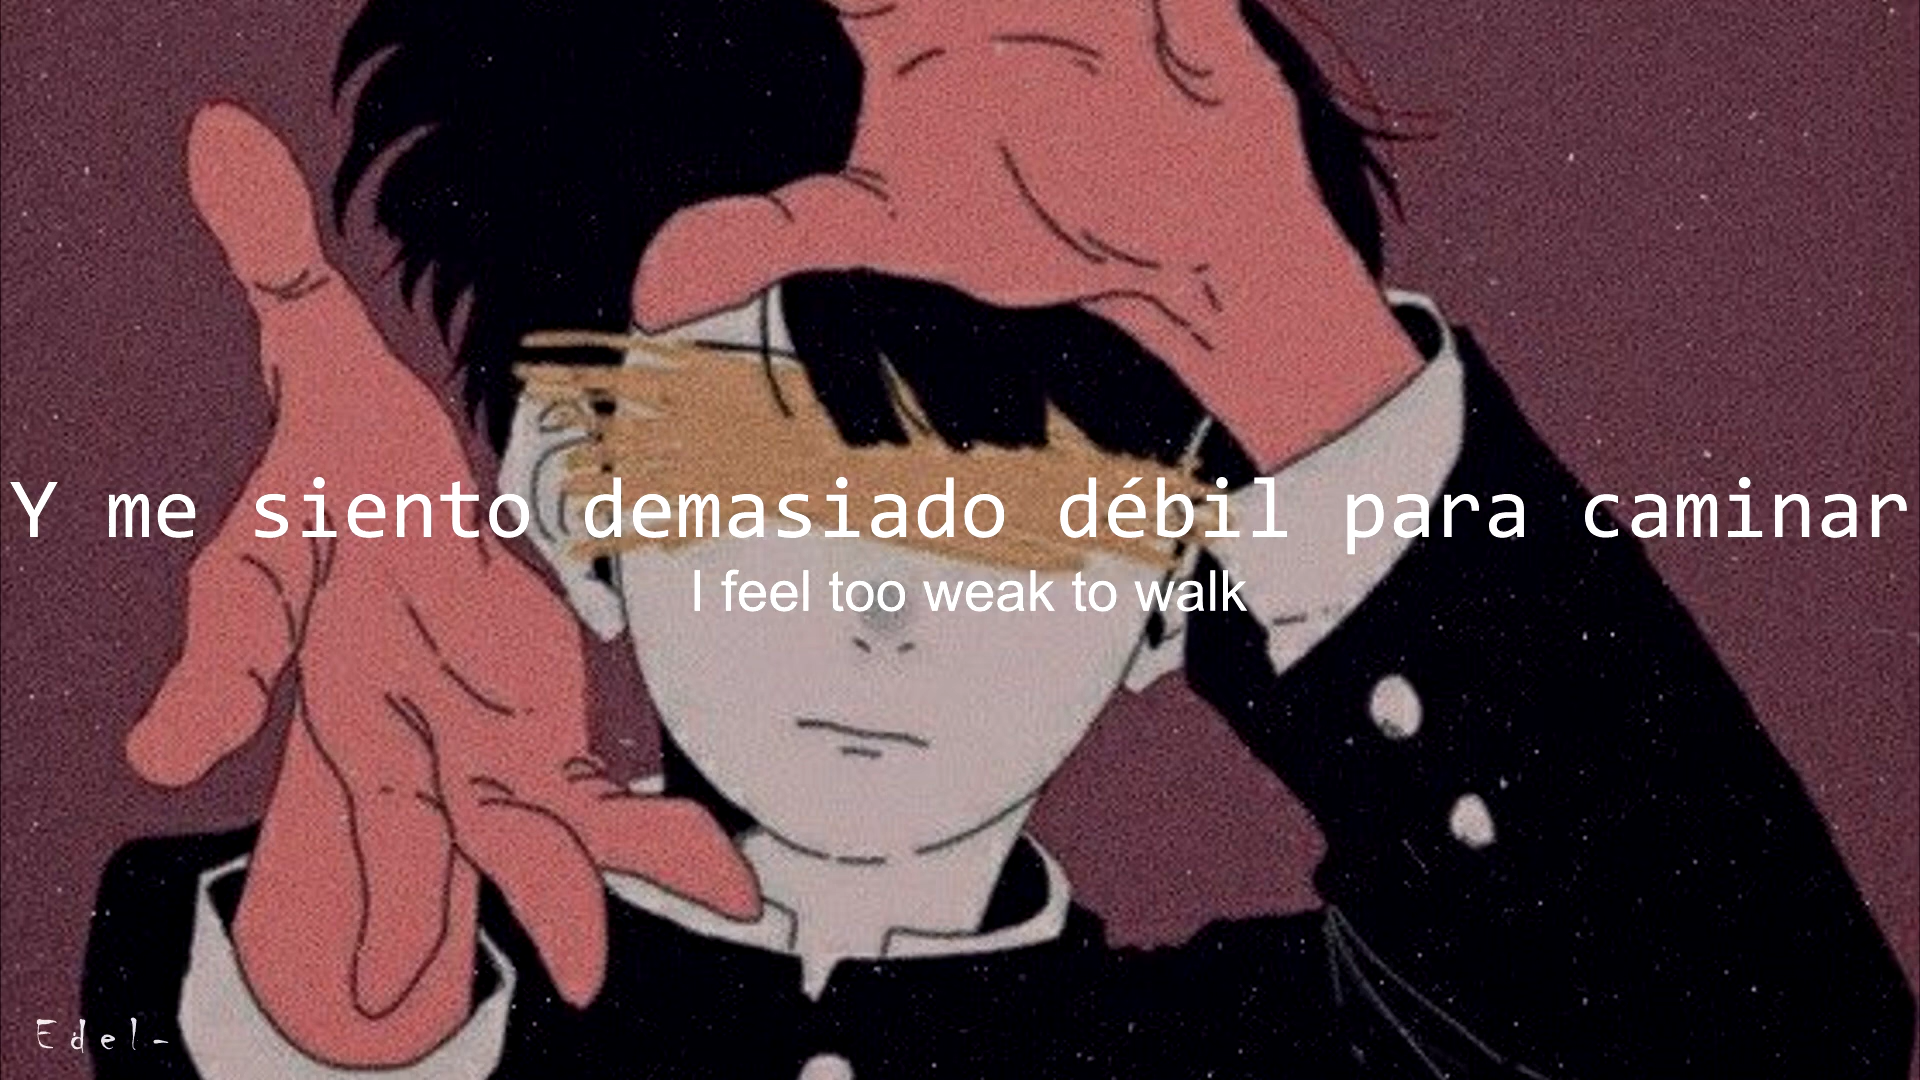 Y me siento demasiado débil para caminar
I feel too weak to walk
Edel-